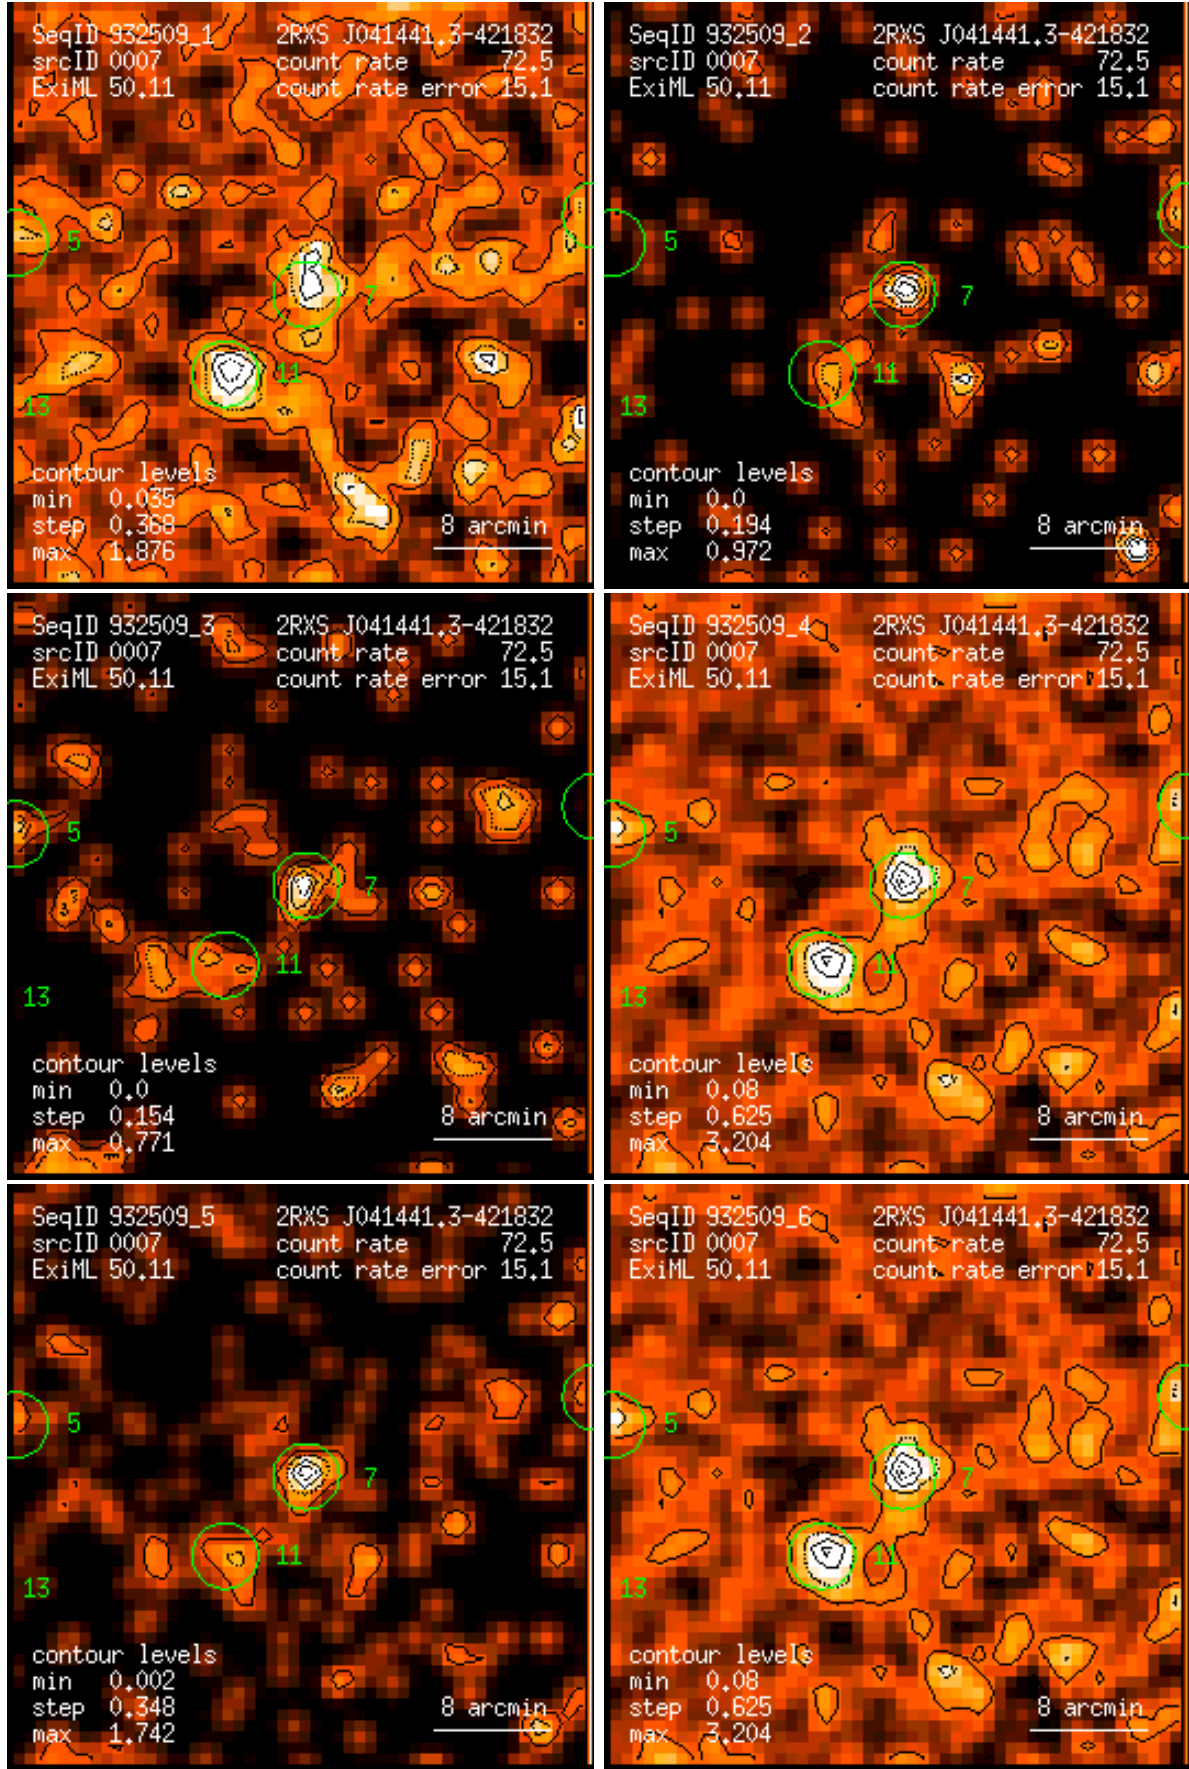 SeqID 932509_1 2RXS J041441.3-421832
srcID 0007 count rate 72.5
ExiML 50.11 count rate error 15.1
5
7
11
13
contour levels
min 0.035
step 0.368
max 1.876
8 arcmin
SeqID 932509_2 2RXS J041441.3-421832
srcID 0007 count rate 72.5
ExiML 50.11 count rate error 15.1
5
7
11
13
contour levels
min 0.0
step 0.194
max 0.972
8 arcmin
SeqID 932509_3 2RXS J041441.3-421832
srcID 0007 count rate 72.5
ExiML 50.11 count rate error 15.1
5
7
11
13
contour levels
min 0.0
step 0.154
max 0.771
8 arcmin
SeqID 932509_4 2RXS J041441.3-421832
srcID 0007 count rate 72.5
ExiML 50.11 count rate error 15.1
5
7
11
13
contour levels
min 0.08
step 0.625
max 3.204
8 arcmin
SeqID 932509_5 2RXS J041441.3-421832
srcID 0007 count rate 72.5
ExiML 50.11 count rate error 15.1
5
7
11
13
contour levels
min 0.002
step 0.348
max 1.742
8 arcmin
SeqID 932509_6 2RXS J041441.3-421832
srcID 0007 count rate 72.5
ExiML 50.11 count rate error 15.1
5
7
11
13
contour levels
min 0.08
step 0.625
max 3.204
8 arcmin